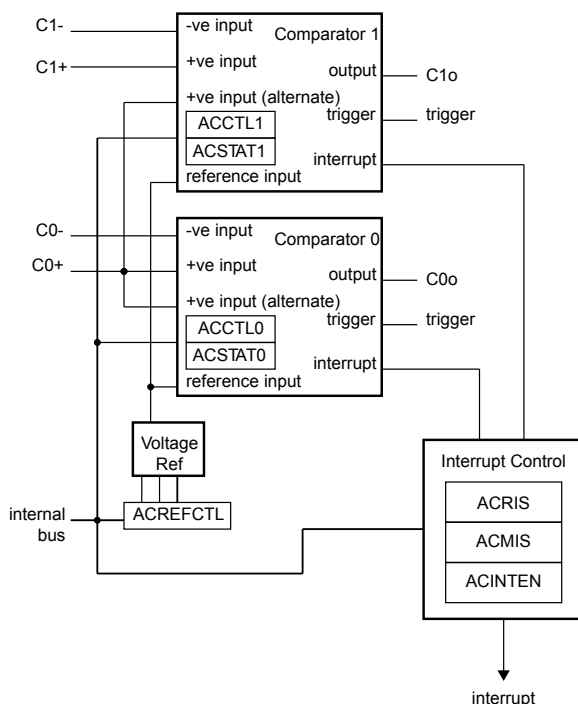 C1-
-ve input
Comparator 1
C1+
+ve input
output
C1o
+ve input (alternate)
trigger
trigger
ACCTL1
ACSTAT1
interrupt
reference input
C0-
-ve input
Comparator 0
C0+
+ve input
output
C0o
+ve input (alternate)
trigger
trigger
ACCTL0
ACSTAT0
interrupt
reference input
Voltage
Ref
Interrupt Control
ACRIS
internal
bus
ACREFCTL
ACMIS
ACINTEN
interrupt